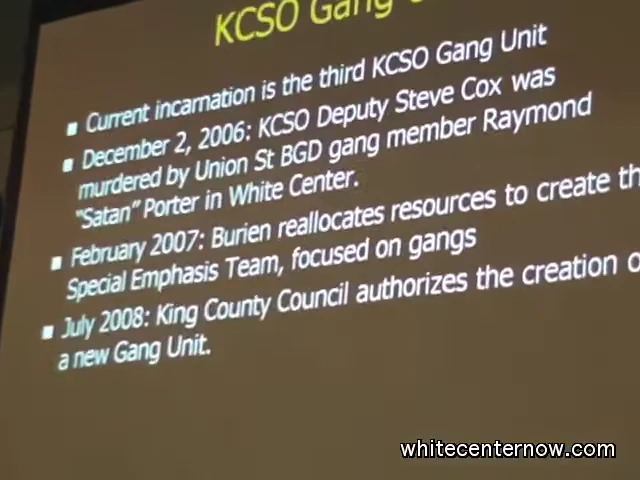 KCSO Gang
■ Current incarnation is the third KCSO Gang Unit
■ December 2, 2006: KCSO Deputy Steve Cox was
murdered by Union St BGD gang member Raymond
"Satan" Porter in White Center.
■ February 2007: Burien reallocates resources to create th
Special Emphasis Team, focused on gangs
■ July 2008: King County Council authorizes the creation o
a new Gang Unit.
whitecenternow.com